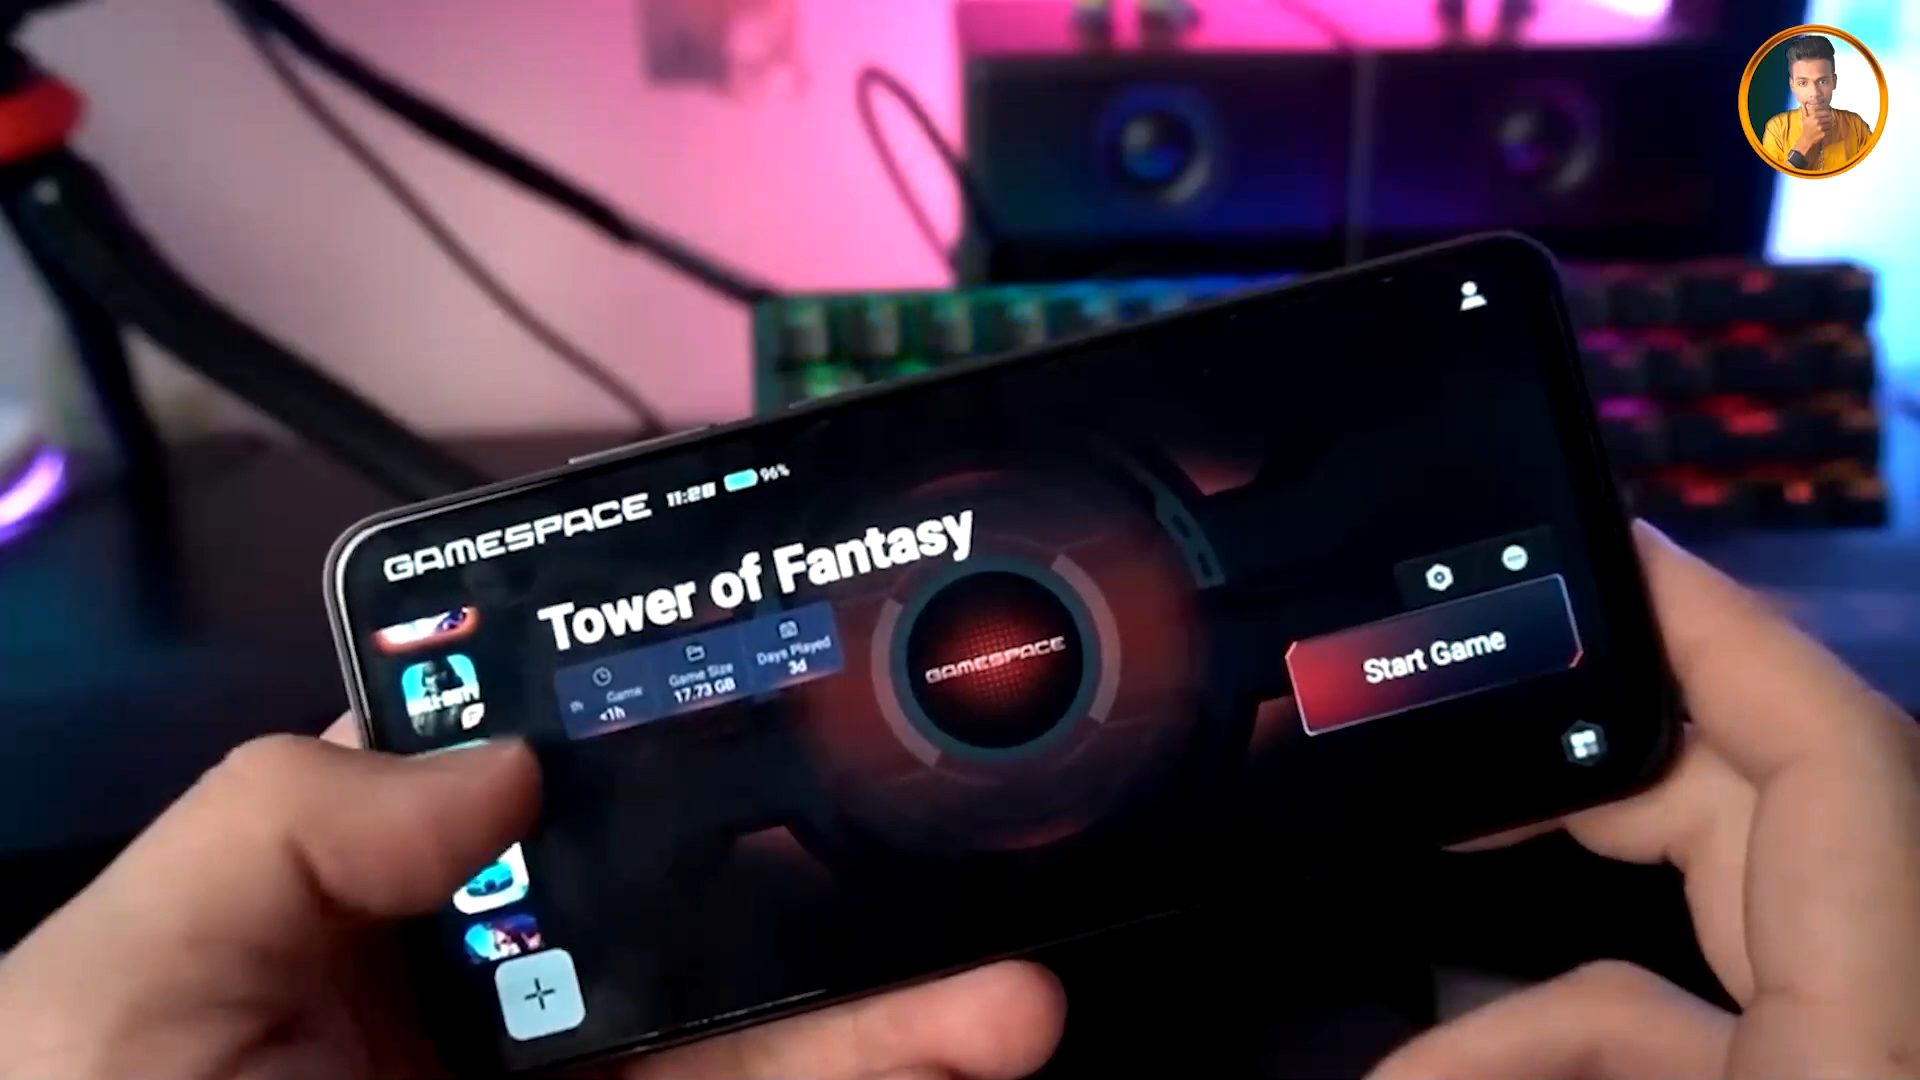 GAMESPACE 11:28 96%
Tower of Fantasy
Game
<1h
Game Size
17.73 GB
Days Played
3d
GAMESPACE
Start Game